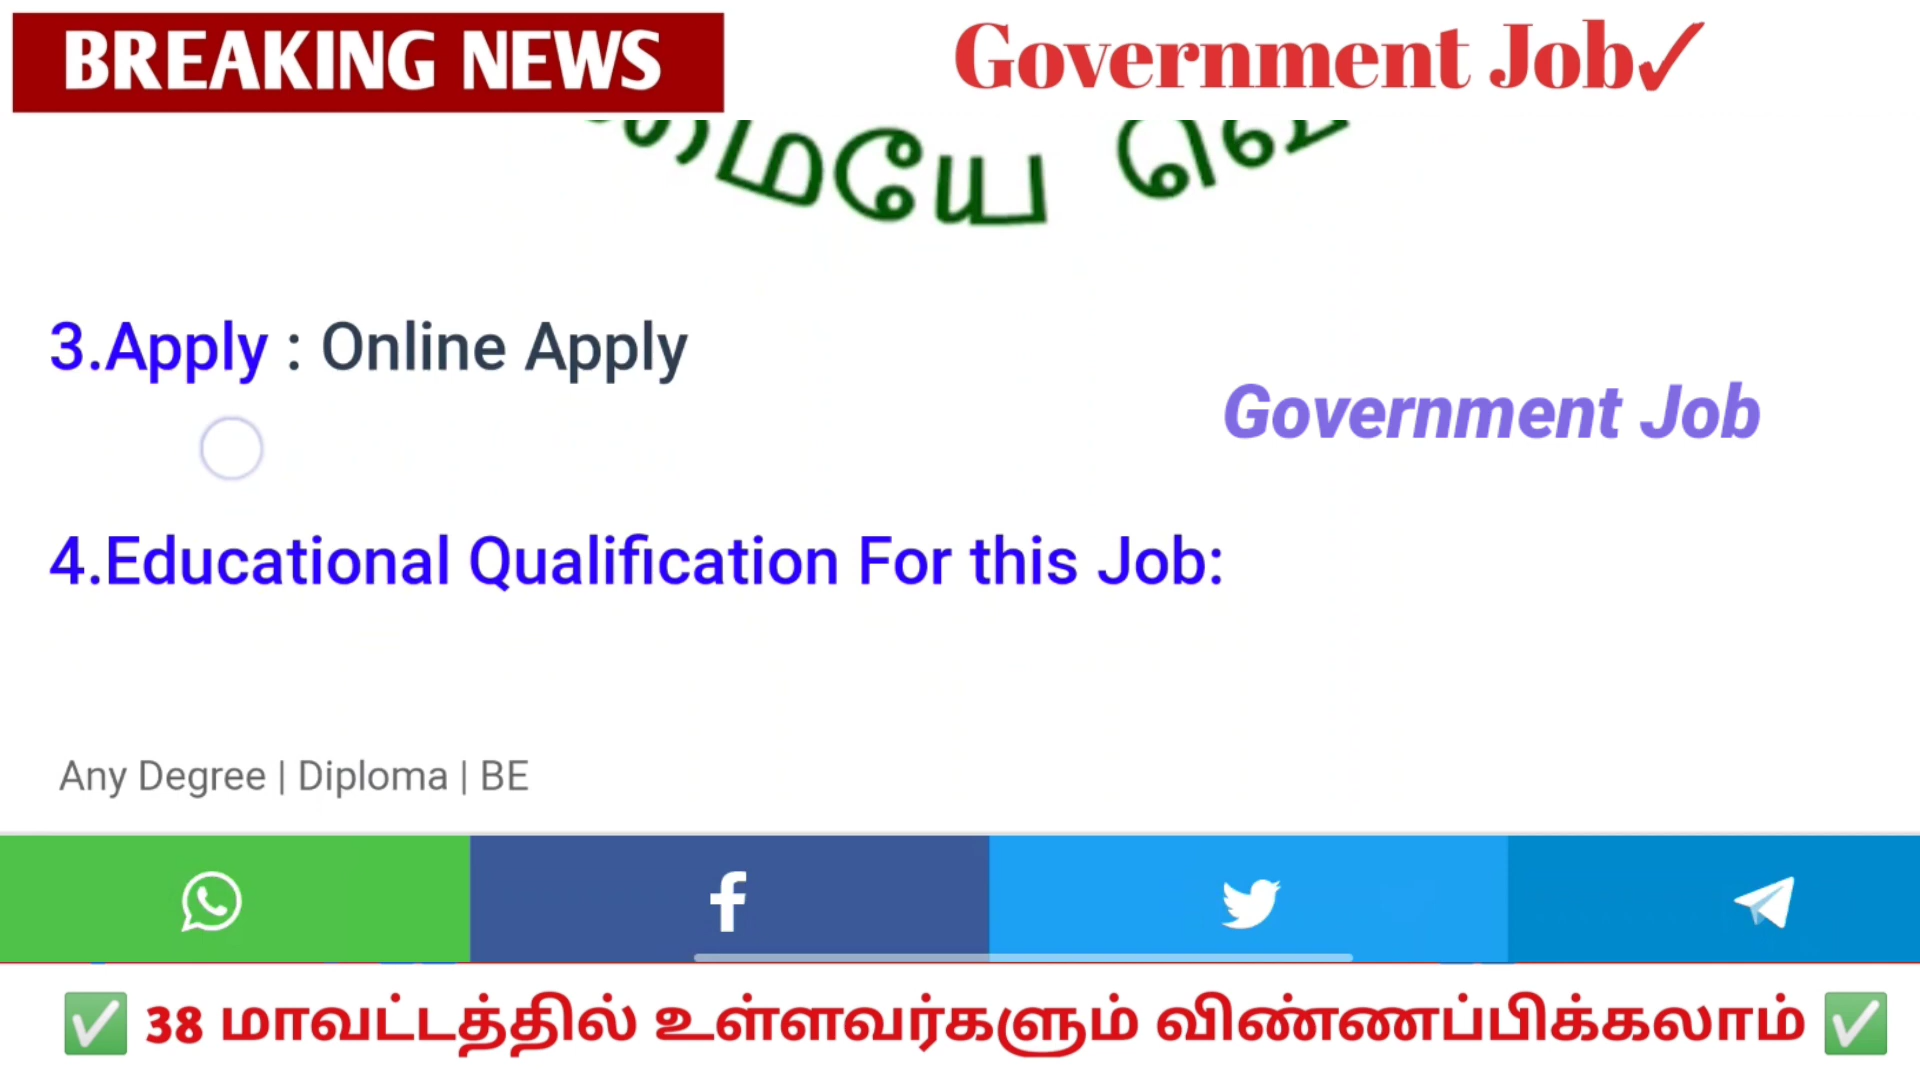 BREAKING NEWS
Government Job✓
3.Apply : Online Apply
Government Job
4.Educational Qualification For this Job:
Any Degree | Diploma | BE
✅ 38 மாவட்டத்தில் உள்ளவர்களும் விண்ணப்பிக்கலாம் ✅